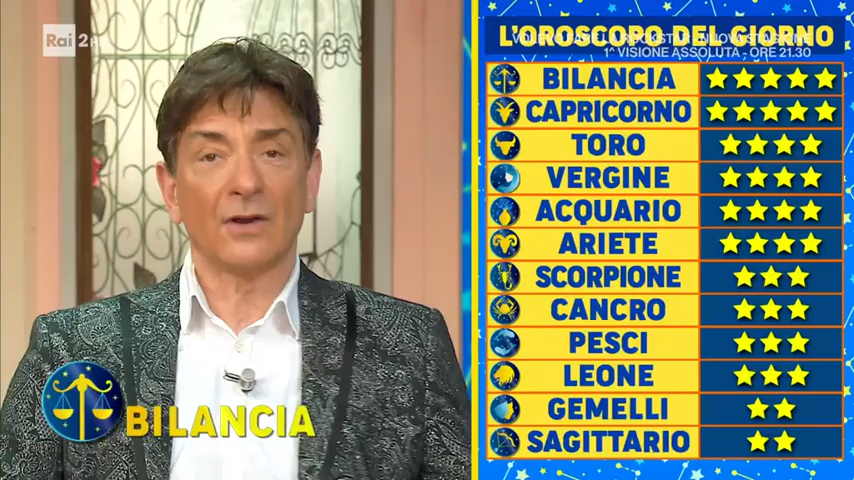 Rai 2
L'OROSCOPO DEL GIORNO
1ª VISIONE ASSOLUTA - ORE 21.30
BILANCIA
CAPRICORNO
TORO
VERGINE
ACQUARIO
ARIETE
SCORPIONE
CANCRO
PESCI
LEONE
GEMELLI
SAGITTARIO
BILANCIA